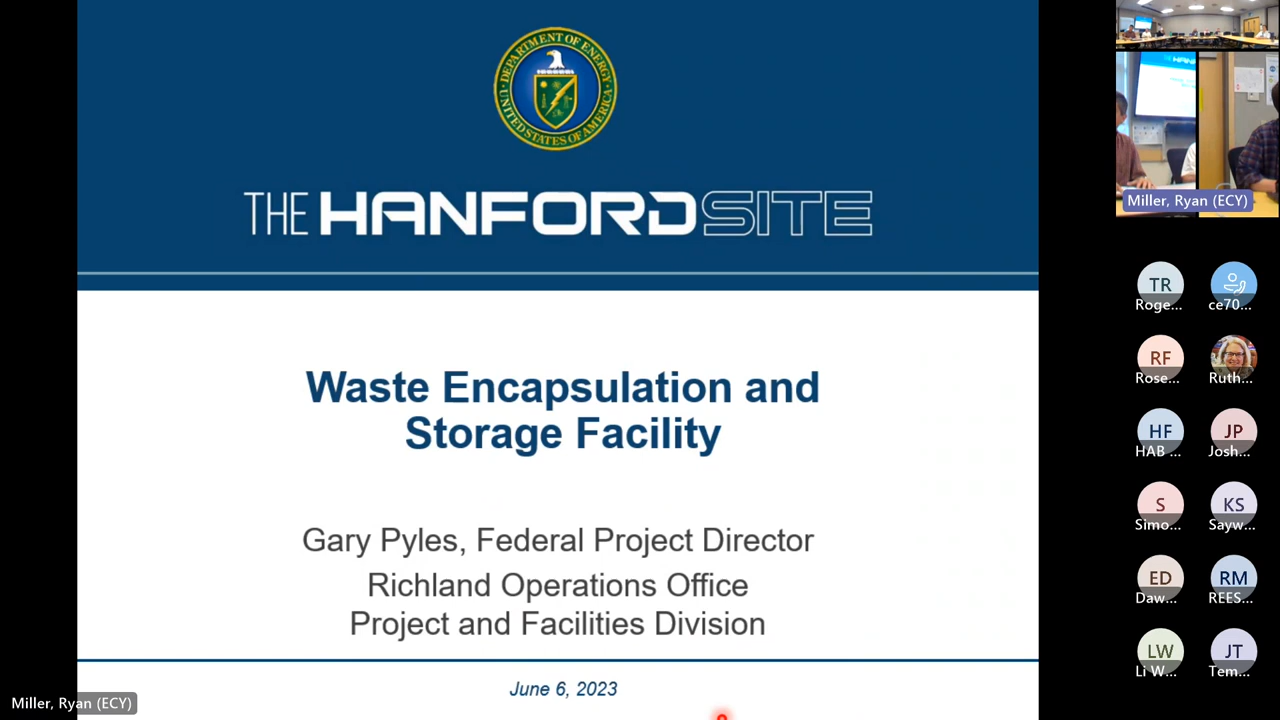 DEPARTMENT OF ENERGY
UNITED STATES OF AMERICA
THE HANFORD SITE
Waste Encapsulation and
Storage Facility
Gary Pyles, Federal Project Director
Richland Operations Office
Project and Facilities Division
June 6, 2023
Miller, Ryan (ECY)
Miller, Ryan (ECY)
TR
Roge...
ce70...
RF
Rose...
Ruth...
HF
HAB ...
JP
Josh...
S
Simo...
KS
Sayw...
ED
Daw...
RM
REES...
LW
Li W...
JT
Tem...